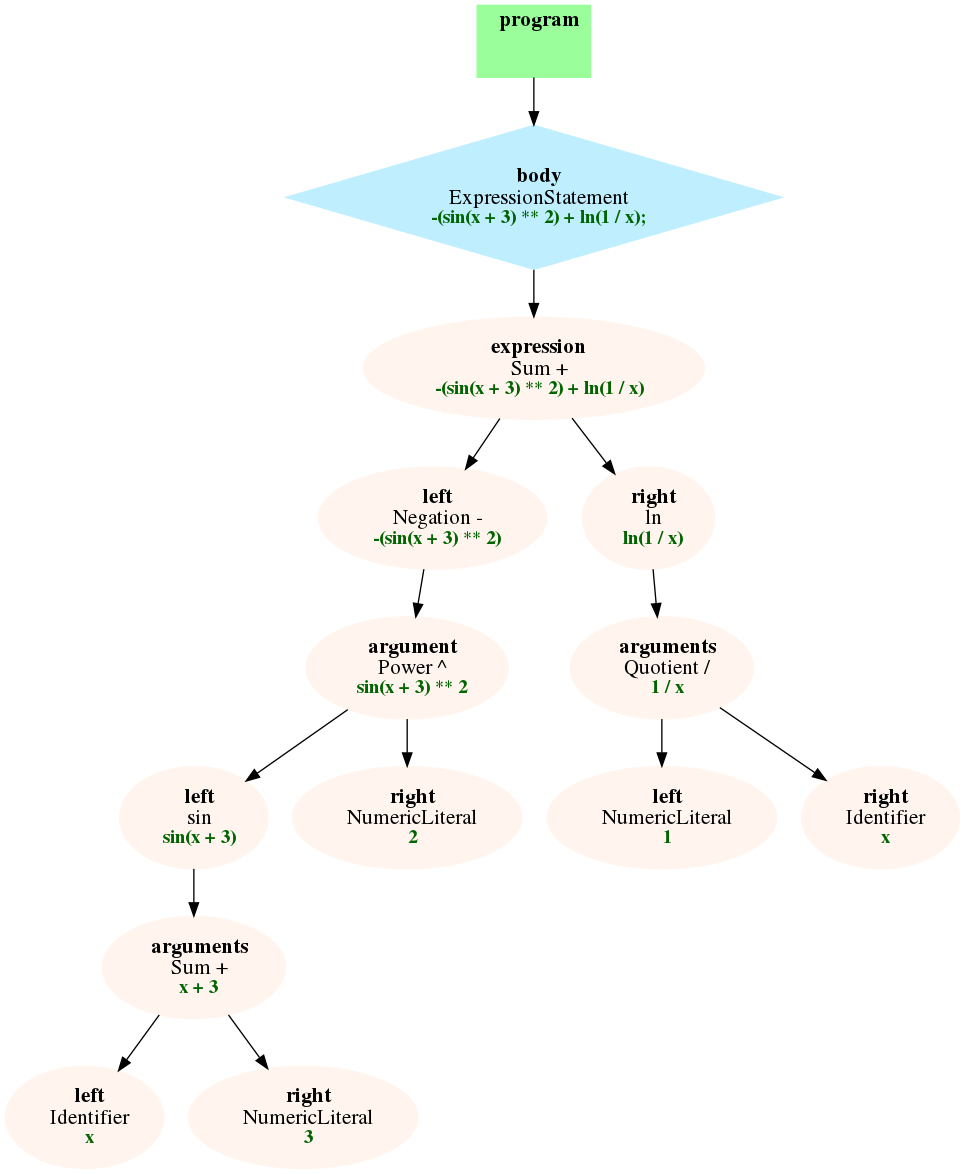 program
body
ExpressionStatement
-(sin(x + 3) ** 2) + ln(1 / x);
expression
Sum +
-(sin(x + 3) ** 2) + ln(1 / x)
left
Negation -
-(sin(x + 3) ** 2)
right
ln
ln(1 / x)
argument
Power ^
sin(x + 3) ** 2
arguments
Quotient /
1 / x
left
sin
sin(x + 3)
right
NumericLiteral
2
left
NumericLiteral
1
right
Identifier
x
arguments
Sum +
x + 3
left
Identifier
x
right
NumericLiteral
3